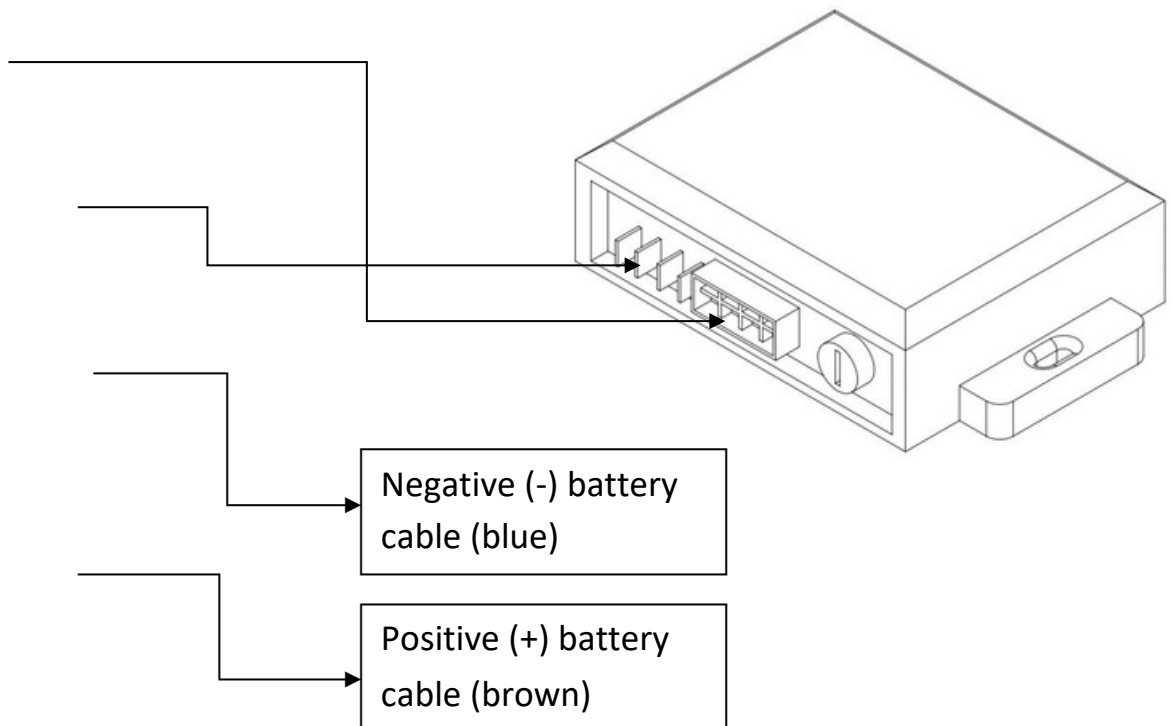 Negative (-) battery
cable (blue)
Positive (+) battery
cable (brown)